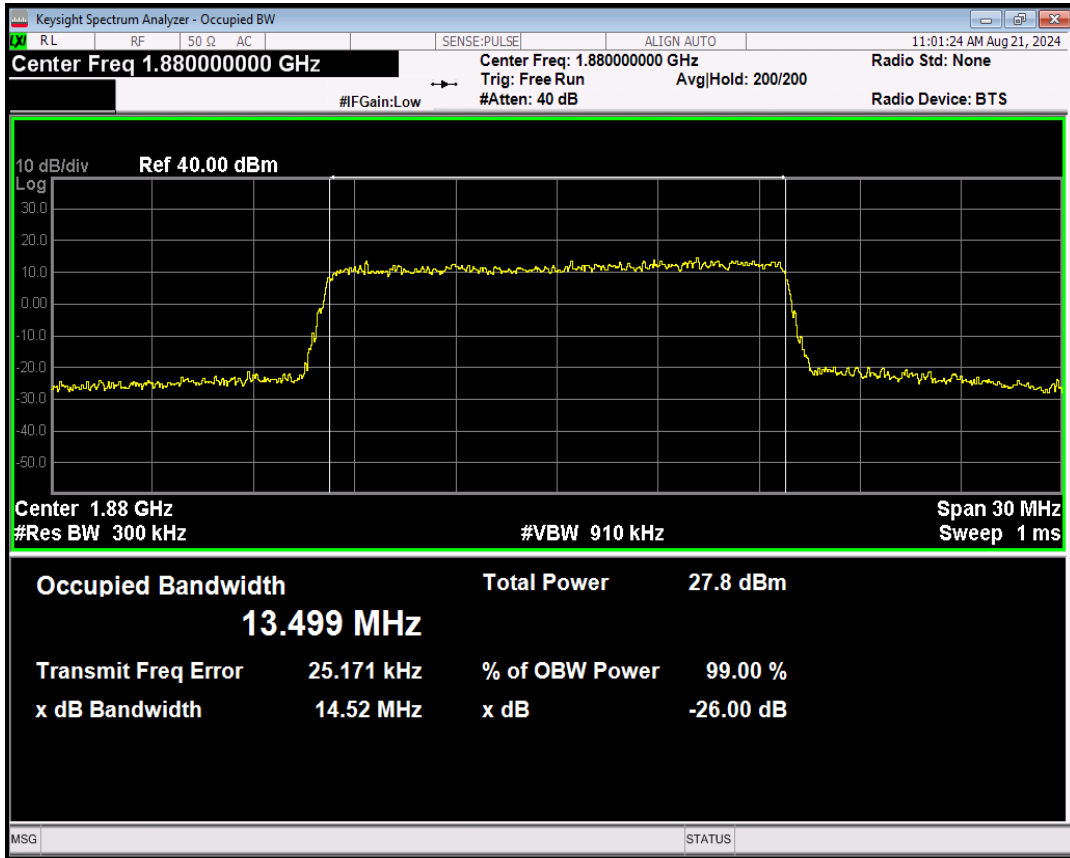 Keysight Spectrum Analyzer - Occupied BW
LXI RL RF 50 Ω AC SENSE:PULSE ALIGN AUTO 11:01:24 AM Aug 21, 2024
Center Freq 1.880000000 GHz Center Freq: 1.880000000 GHz Radio Std: None
Trig: Free Run Avg|Hold: 200/200
#IFGain:Low #Atten: 40 dB Radio Device: BTS
10 dB/div Ref 40.00 dBm
Log
30.0
20.0
10.0
0.00
-10.0
-20.0
-30.0
-40.0
-50.0
Center 1.88 GHz Span 30 MHz
#Res BW 300 kHz #VBW 910 kHz Sweep 1 ms
Occupied Bandwidth Total Power 27.8 dBm
13.499 MHz
Transmit Freq Error 25.171 kHz % of OBW Power 99.00 %
x dB Bandwidth 14.52 MHz x dB -26.00 dB
MSG STATUS